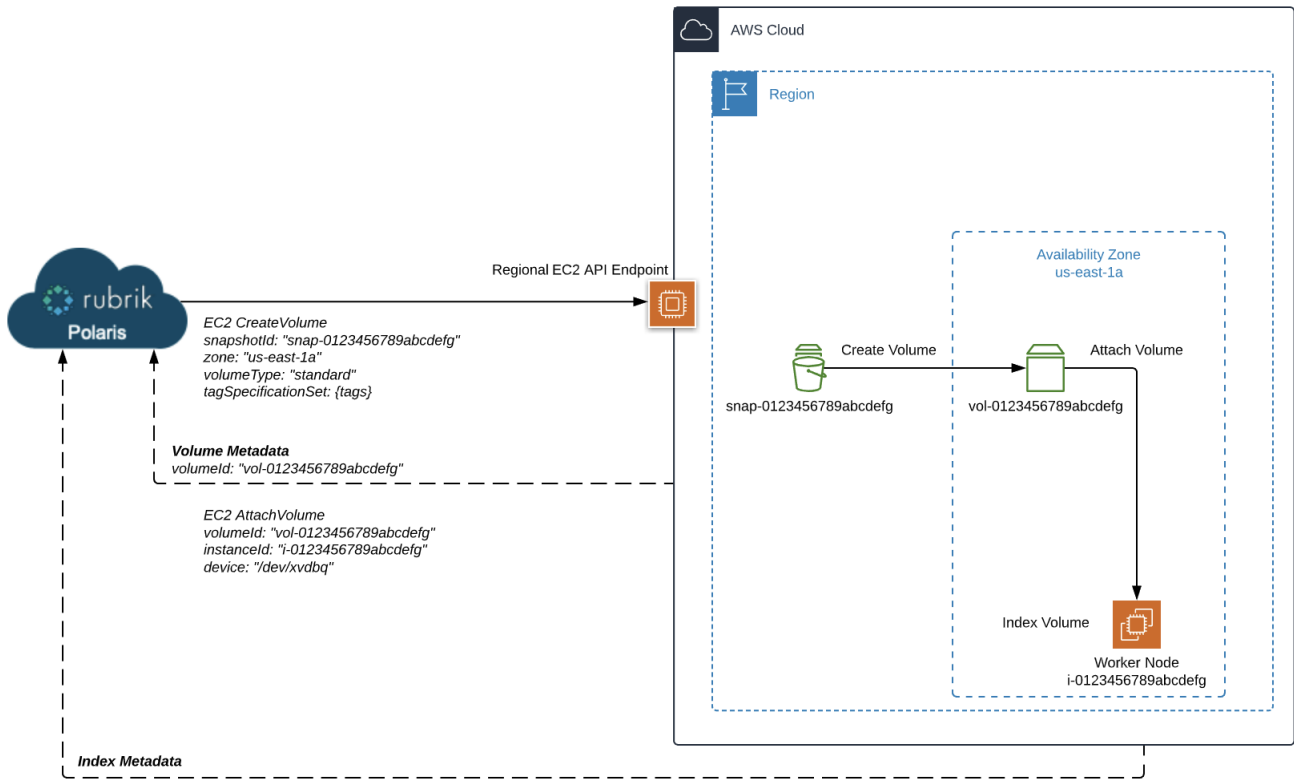 AWS Cloud
Region
Availability Zone
us-east-1a
Regional EC2 API Endpoint
rubrik
Polaris
EC2 CreateVolume
snapshotId: "snap-0123456789abcdefg"
zone: "us-east-1a"
volumeType: "standard"
tagSpecificationSet: {tags}
Create Volume
Attach Volume
snap-0123456789abcdefg
vol-0123456789abcdefg
Volume Metadata
volumeId: "vol-0123456789abcdefg"
EC2 AttachVolume
volumeId: "vol-0123456789abcdefg"
instanceId: "i-0123456789abcdefg"
device: "/dev/xvdbq"
Index Volume
Worker Node
i-0123456789abcdefg
Index Metadata